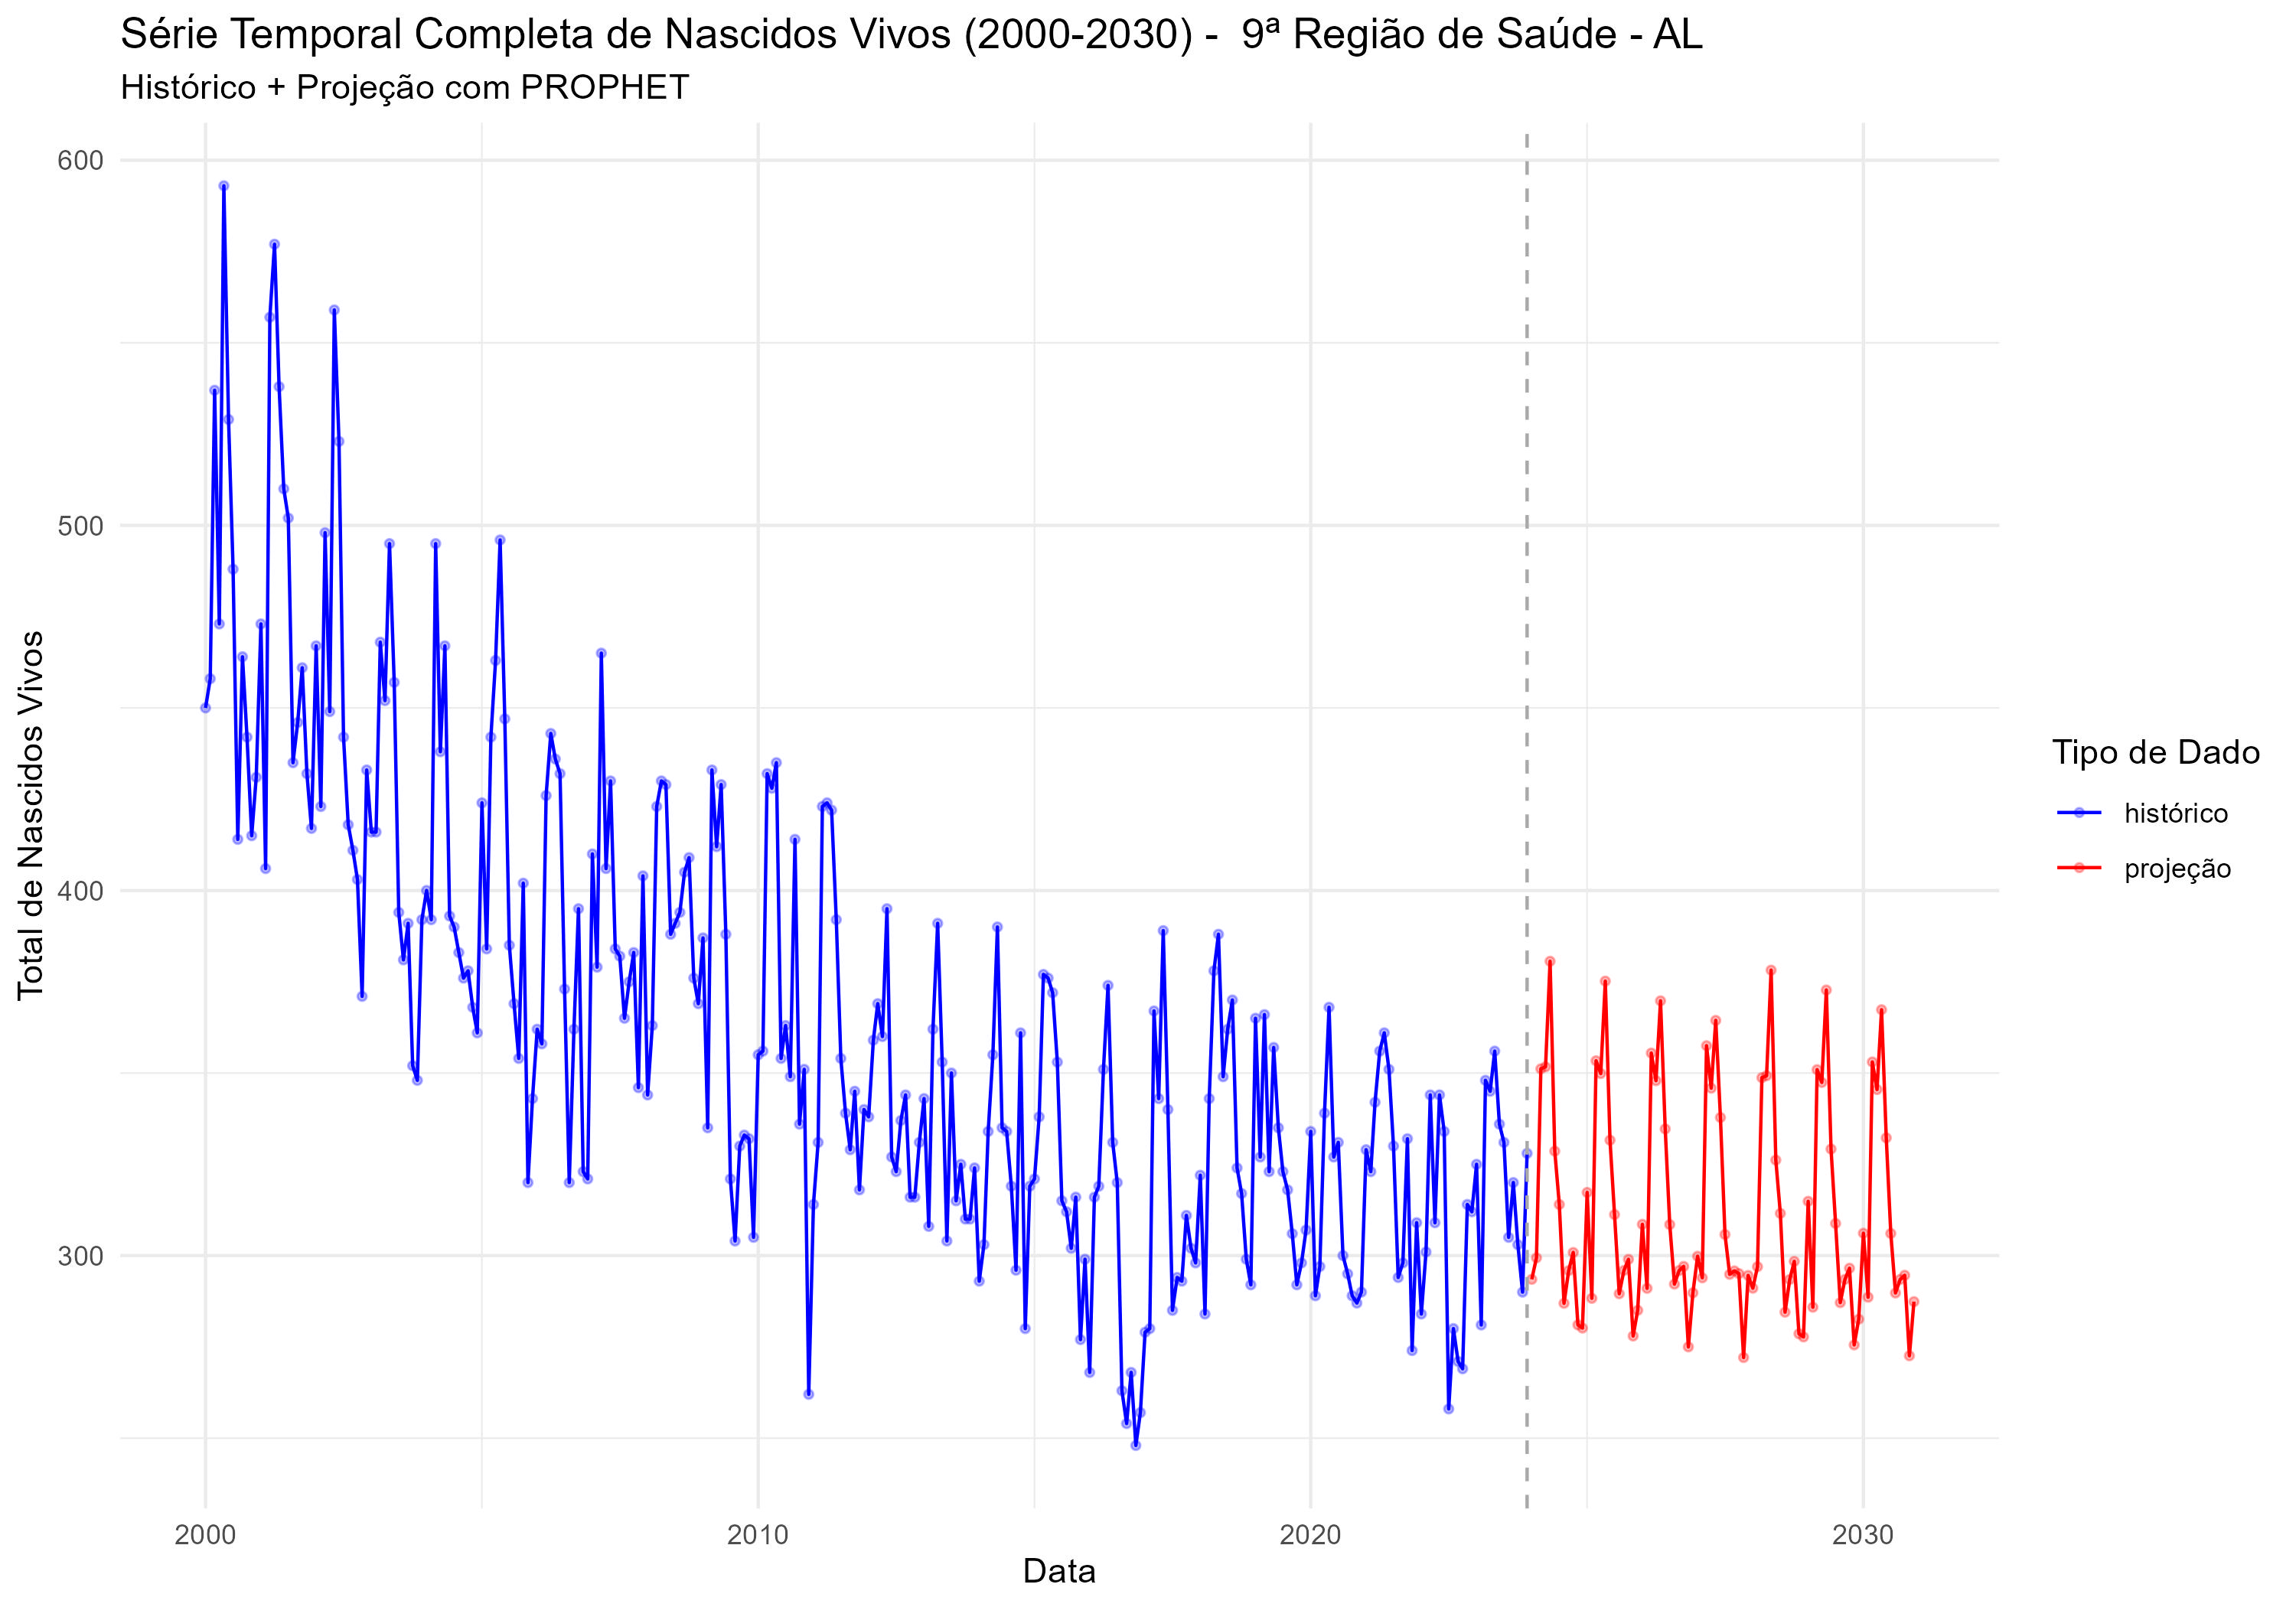 Série Temporal Completa de Nascidos Vivos (2000-2030) -  9ª Região de Saúde - AL
Histórico + Projeção com PROPHET
Total de Nascidos Vivos
600
500
400
300
2000
2010
2020
2030
Data
Tipo de Dado
histórico
projeção